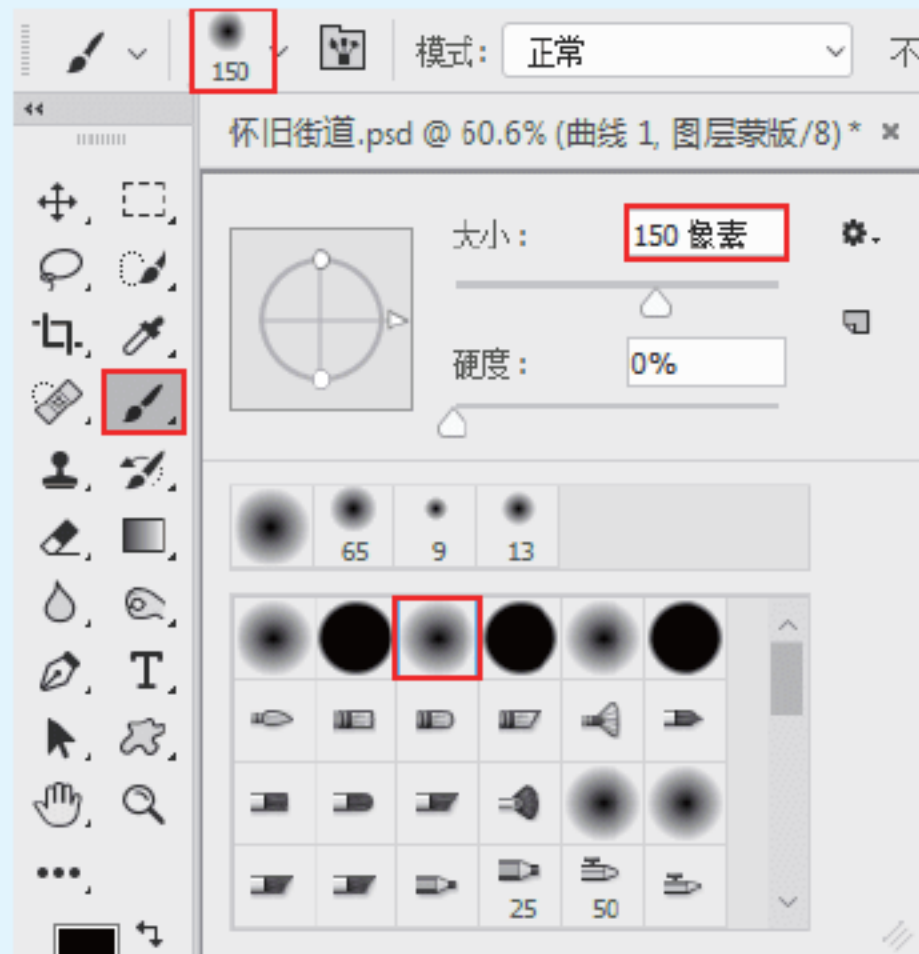 150
模式： 正常 不
怀旧街道.psd @ 60.6% (曲线 1, 图层蒙版/8) *
大小： 150 像素
硬度： 0%
65 9 13
T
25 50